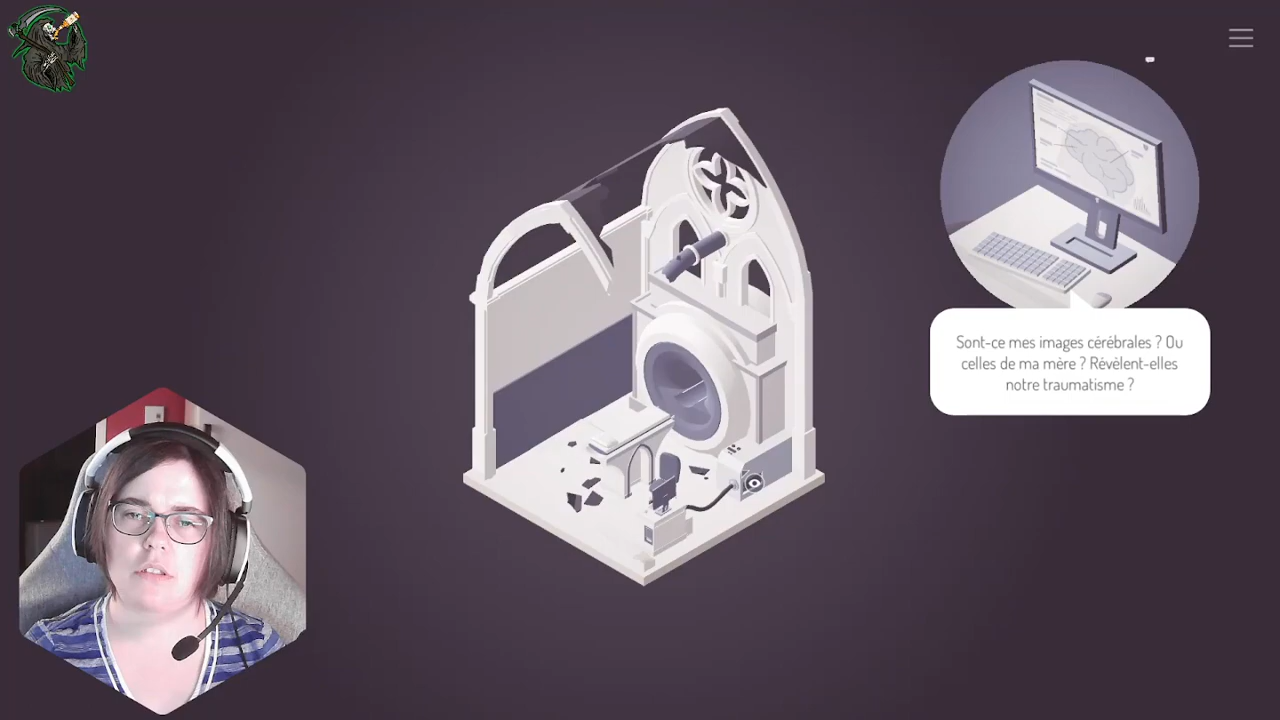 Sont-ce mes images cérébrales ? Ou
celles de ma mère ? Révèlent-elles
notre traumatisme ?